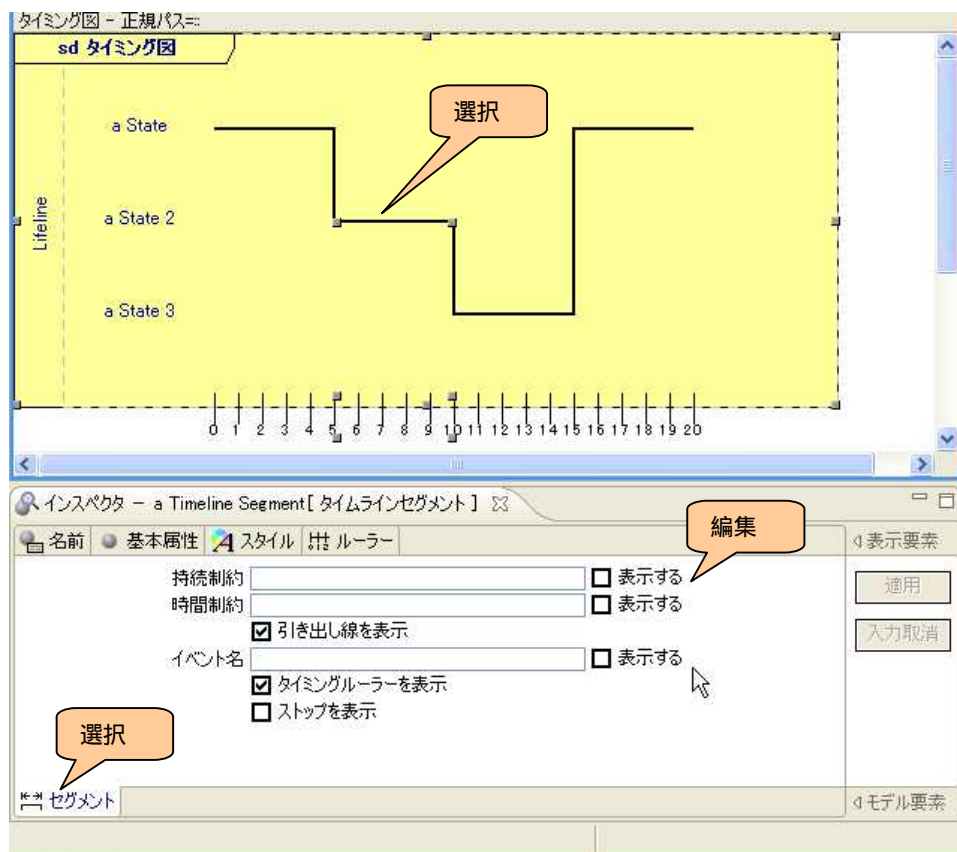 タイミング図 - 正規パス=::
sd タイミング図
選択
a State
Lifeline
a State 2
a State 3
0 1 2 3 4 5 6 7 8 9 10 11 12 13 14 15 16 17 18 19 20
インスペクタ - a Timeline Segment[ タイムラインセグメント ]
編集
名前 基本属性 スタイル ルーラー
表示要素
持続制約 表示する
適用
時間制約 表示する
引き出し線を表示
入力取消
イベント名 表示する
タイミングルーラーを表示
ストップを表示
選択
セグメント
モデル要素